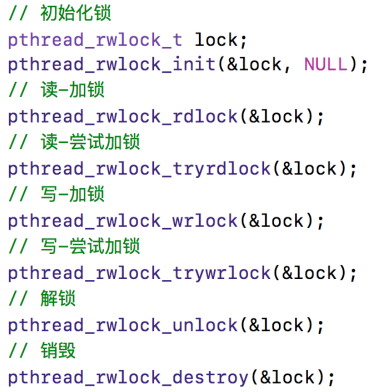 // 初始化锁
pthread_rwlock_t lock;
pthread_rwlock_init(&lock, NULL);
// 读-加锁
pthread_rwlock_rdlock(&lock);
// 读-尝试加锁
pthread_rwlock_tryrdlock(&lock);
// 写-加锁
pthread_rwlock_wrlock(&lock);
// 写-尝试加锁
pthread_rwlock_trywrlock(&lock);
// 解锁
pthread_rwlock_unlock(&lock);
// 销毁
pthread_rwlock_destroy(&lock);